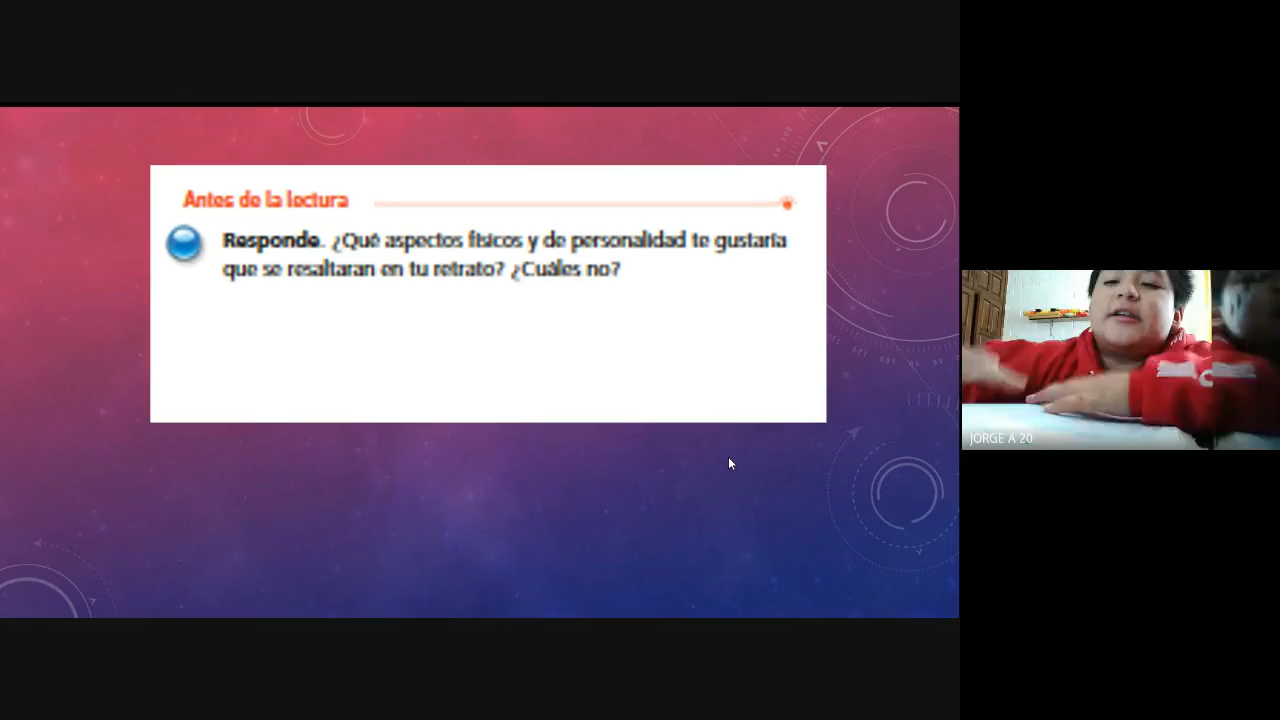 Antes de la lectura
Responde. ¿Qué aspectos físicos y de personalidad te gustaría
que se resaltaran en tu retrato? ¿Cuáles no?
JORGE A 20